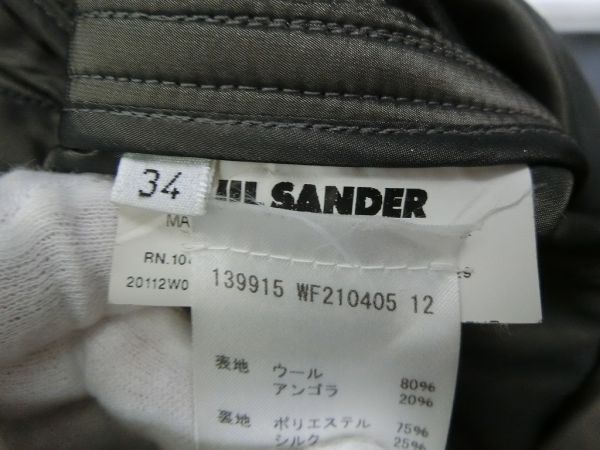 34
JIL SANDER
MA
RN.10
20112W0
139915 WF210405 12
表地 ウール 80%
アンゴラ 20%
裏地 ポリエステル 75%
シルク 25%